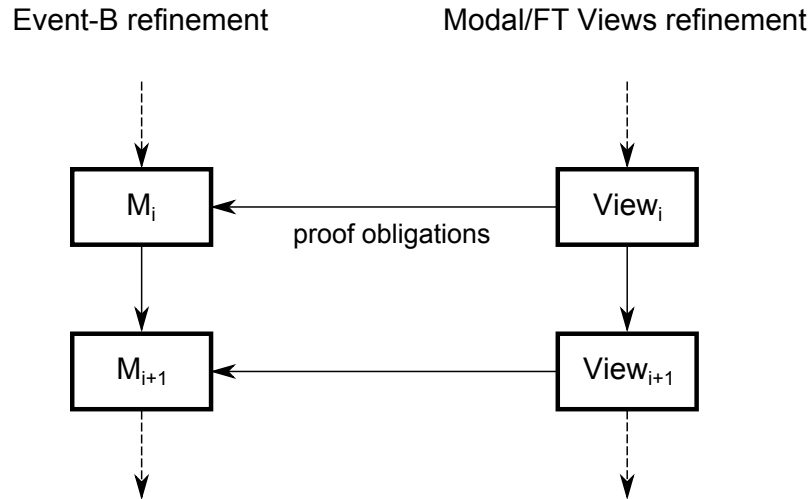 Event-B refinement
Modal/FT Views refinement
Mᵢ
Viewᵢ
proof obligations
Mᵢ₊₁
Viewᵢ₊₁